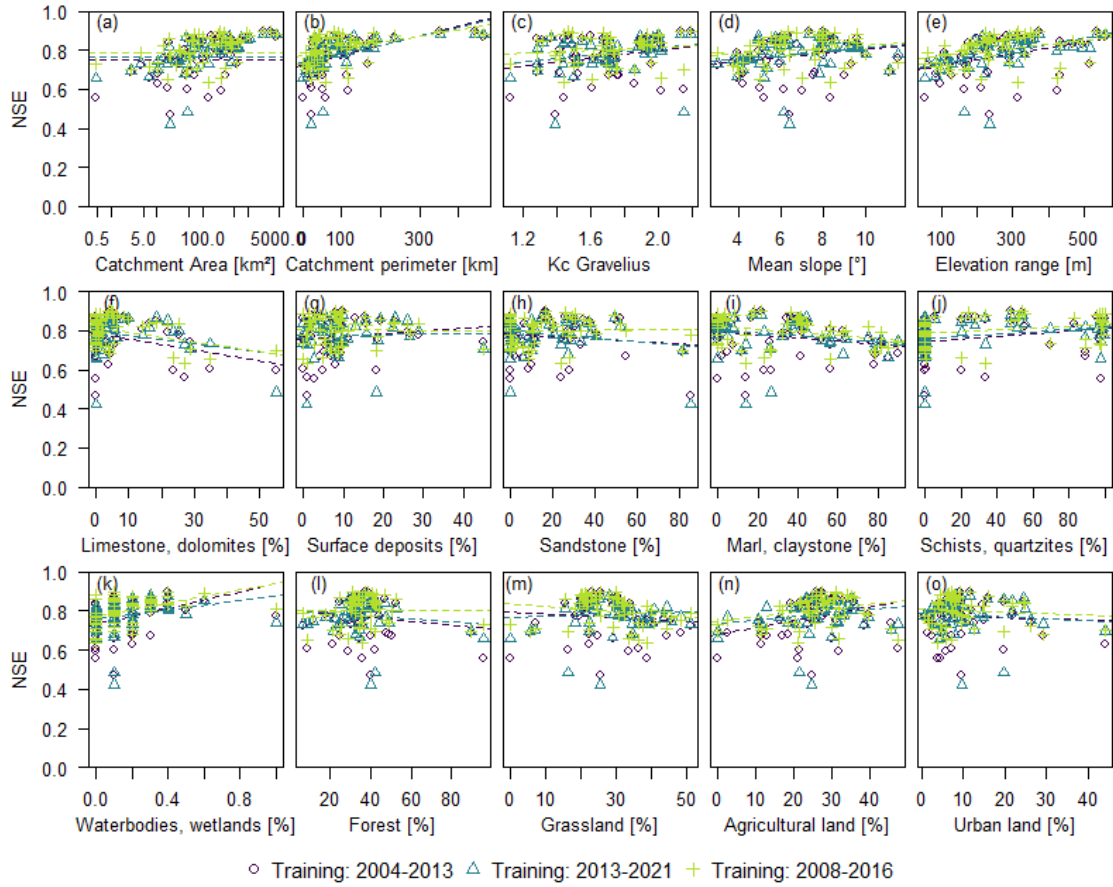 (a) (b) (c) (d) (e)
NSE
1.0
0.8
0.6
0.4
0.2
0.0
0.5 5.0 100.0 5000.0 0 100 300 1.2 1.6 2.0 4 6 8 10 100 300 500
Catchment Area [km²] Catchment perimeter [km] Kc Gravelius Mean slope [°] Elevation range [m]
(f) (g) (h) (i) (j)
NSE
1.0
0.8
0.6
0.4
0.2
0.0
0 10 30 50 0 10 20 30 40 0 20 40 60 80 0 20 40 60 80 0 20 40 60 80
Limestone, dolomites [%] Surface deposits [%] Sandstone [%] Marl, claystone [%] Schists, quartzites [%]
(k) (l) (m) (n) (o)
NSE
1.0
0.8
0.6
0.4
0.2
0.0
0.0 0.4 0.8 20 40 60 80 0 10 20 30 40 50 0 10 20 30 40 0 10 20 30 40
Waterbodies, wetlands [%] Forest [%] Grassland [%] Agricultural land [%] Urban land [%]
Training: 2004-2013 Training: 2013-2021 Training: 2008-2016